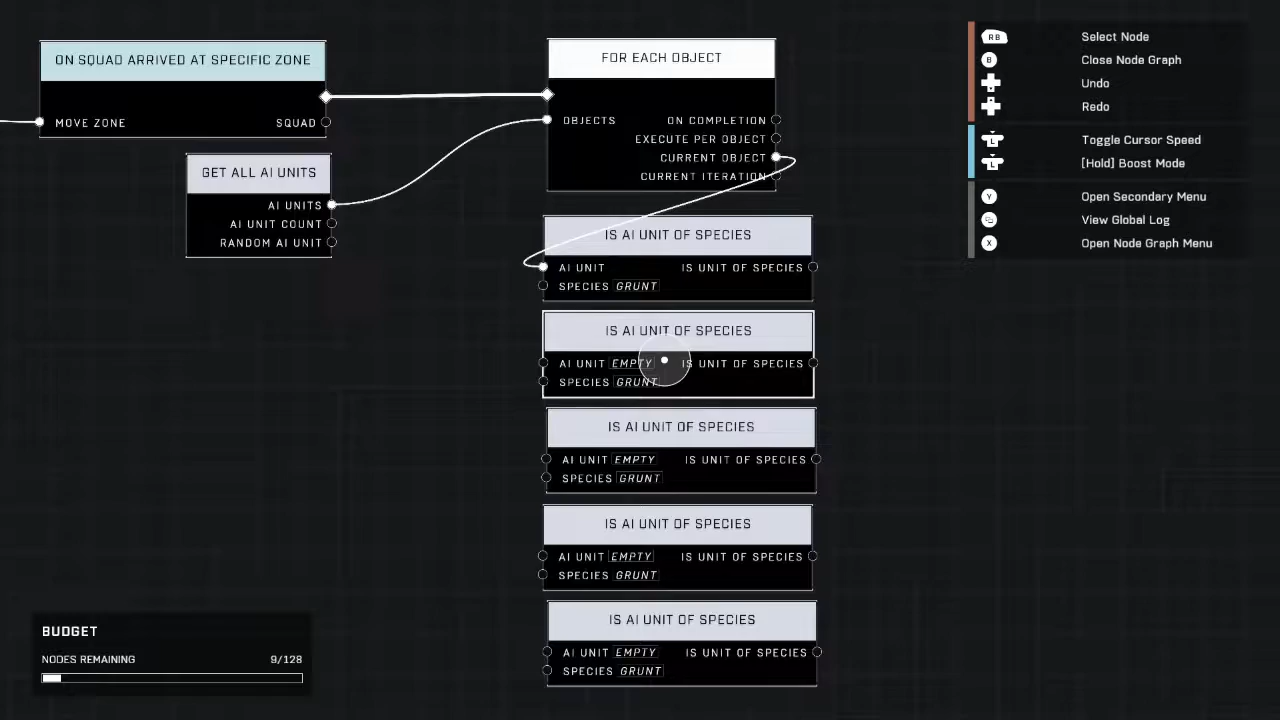 ON SQUAD ARRIVED AT SPECIFIC ZONE
MOVE ZONE SQUAD
GET ALL AI UNITS
AI UNITS
AI UNIT COUNT
RANDOM AI UNIT
FOR EACH OBJECT
OBJECTS ON COMPLETION
EXECUTE PER OBJECT
CURRENT OBJECT
CURRENT ITERATION
IS AI UNIT OF SPECIES
AI UNIT IS UNIT OF SPECIES
SPECIES GRUNT
IS AI UNIT OF SPECIES
AI UNIT EMPTY IS UNIT OF SPECIES
SPECIES GRUNT
IS AI UNIT OF SPECIES
AI UNIT EMPTY IS UNIT OF SPECIES
SPECIES GRUNT
IS AI UNIT OF SPECIES
AI UNIT EMPTY IS UNIT OF SPECIES
SPECIES GRUNT
IS AI UNIT OF SPECIES
AI UNIT EMPTY IS UNIT OF SPECIES
SPECIES GRUNT
RB Select Node
B Close Node Graph
Undo
Redo
L Toggle Cursor Speed
L [Hold] Boost Mode
Y Open Secondary Menu
View Global Log
X Open Node Graph Menu
BUDGET
NODES REMAINING 9/128